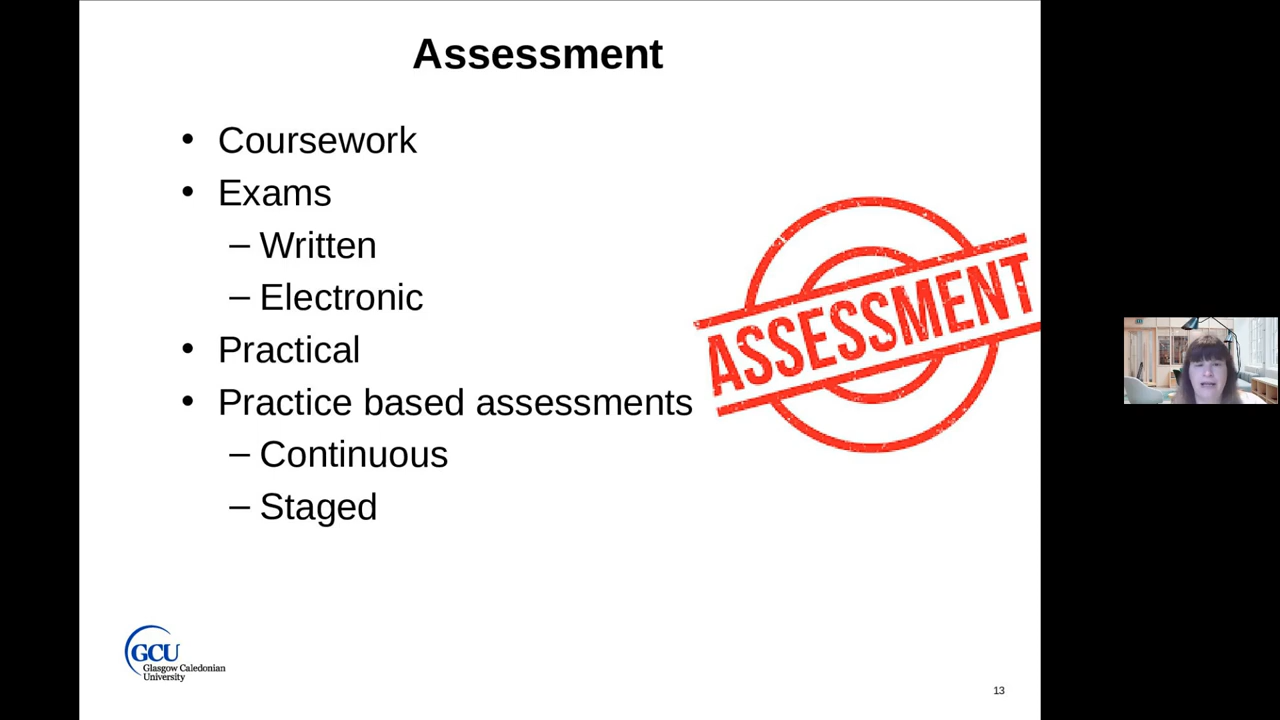 Assessment
• Coursework
• Exams
– Written
– Electronic
• Practical
• Practice based assessments
– Continuous
– Staged
ASSESSMENT
GCU
Glasgow Caledonian
University
13